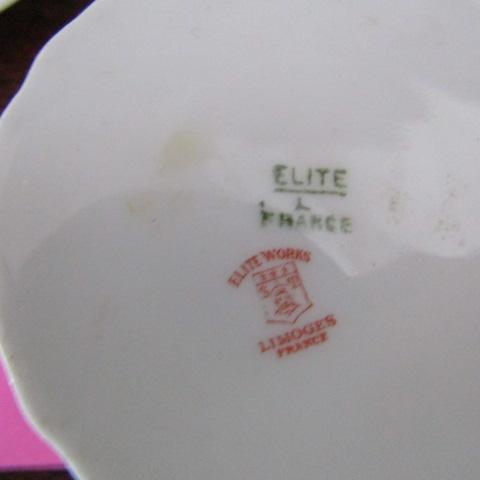 ELITE
L
FRANCE
ELITE WORKS
LIMOGES
FRANCE